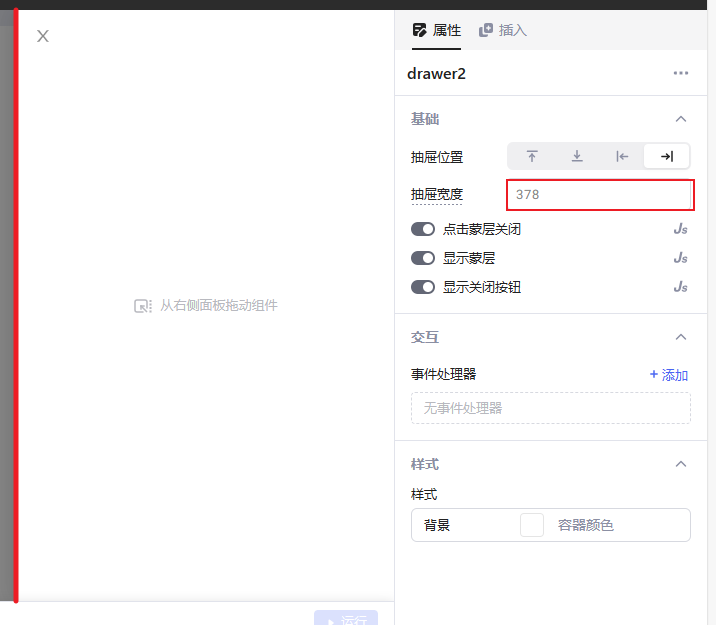 X
从右侧面板拖动组件
运行
属性
插入
drawer2
基础
抽屉位置
抽屉宽度
378
点击蒙层关闭 Js
显示蒙层 Js
显示关闭按钮 Js
交互
事件处理器 + 添加
无事件处理器
样式
样式
背景 容器颜色